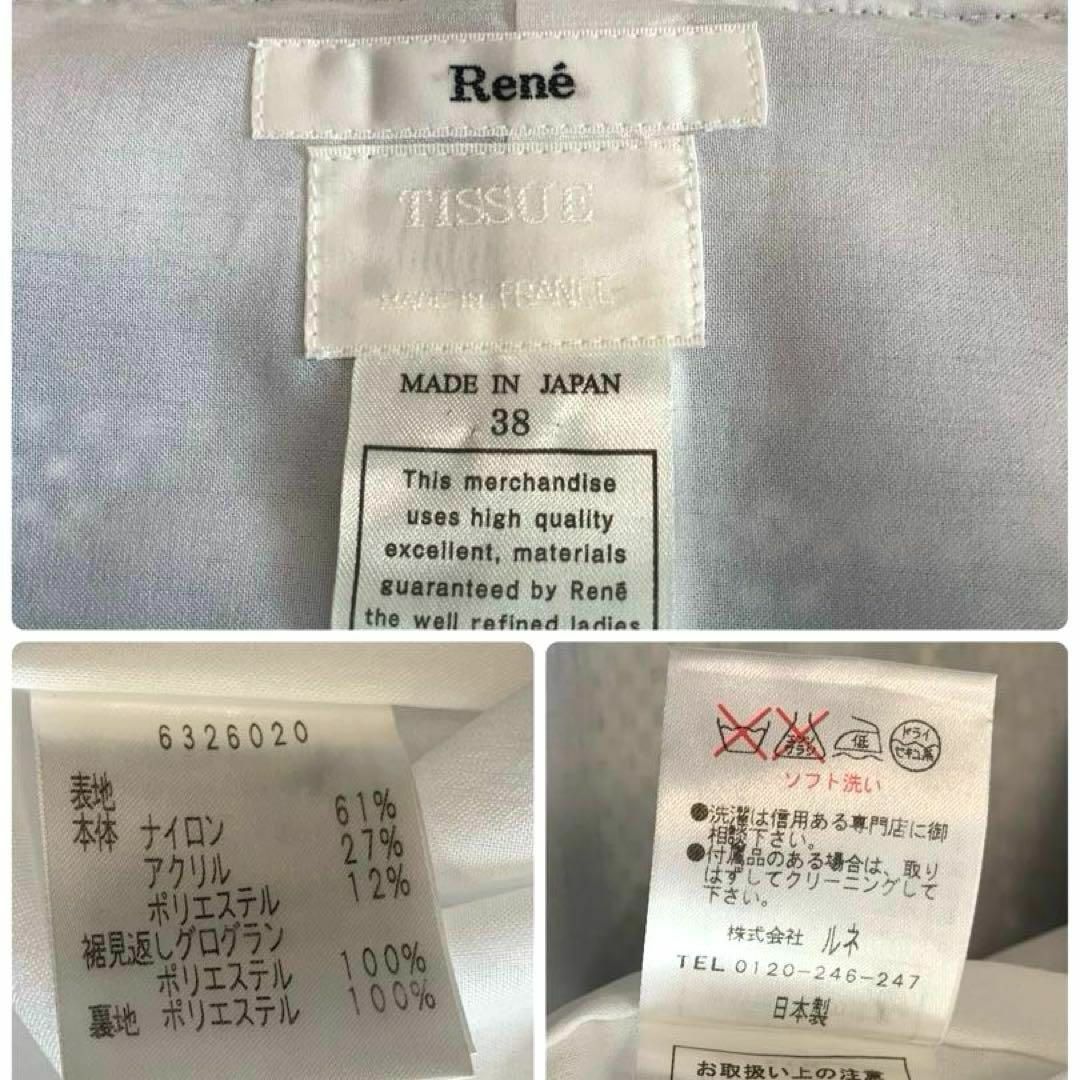 René
TISSUE
MADE IN FRANCE
MADE IN JAPAN
38
This merchandise
uses high quality
excellent, materials
guaranteed by René
the well refined ladies
6326020
表地
本体 ナイロン 61%
アクリル 27%
ポリエステル 12%
裾見返しグログラン
ポリエステル 100%
裏地 ポリエステル 100%
エンソ
サラシ
低
ドライ
セキユ系
ソフト洗い
●洗濯は信用ある専門店に御
相談下さい。
●付属品のある場合は、取り
はずしてクリーニングして
下さい。
株式会社 ルネ
TEL 0120-246-247
日本製
お取扱い上の注意